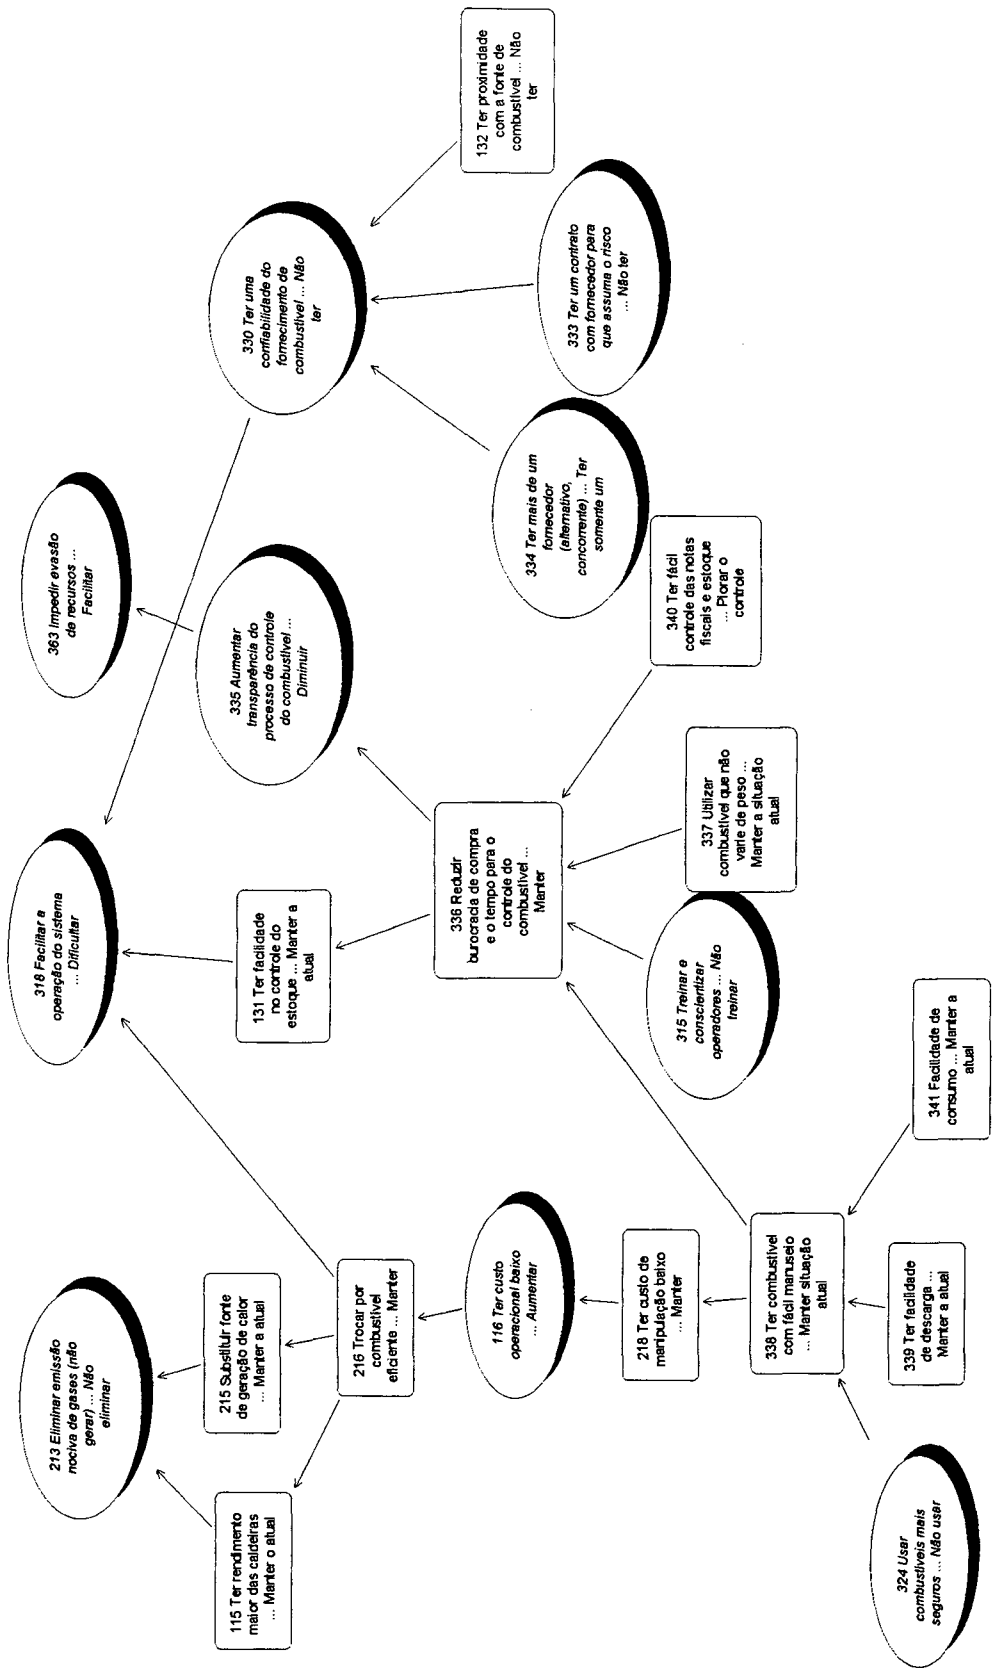 213 Eliminar emissão
nociva de gases (não
gerar) ... Não
eliminar
318 Facilitar a
operação do sistema
... Dificultar
363 Impedir evasão
de recursos ...
Facilitar
115 Ter rendimento
maior das caldeiras
... Manter o atual
215 Substituir fonte
de geração de calor
... Manter a atual
131 Ter facilidade
no controle do
estoque ... Manter a
atual
335 Aumentar
transparência do
processo de controle
do combustível ...
Diminuir
330 Ter uma
confiabilidade do
fornecimento de
combustível ... Não
ter
216 Trocar por
combustível
eficiente ... Manter
116 Ter custo
operacional baixo
... Aumentar
336 Reduzir
burocracia de compra
e o tempo para o
controle do
combustível ...
Manter
334 Ter mais de um
fornecedor
(alternativo,
concorrente) ... Ter
somente um
333 Ter um contrato
com fornecedor para
que assuma o risco
... Não ter
132 Ter proximidade
com a fonte de
combustível ... Não
ter
218 Ter custo de
manipulação baixo
... Manter
315 Treinar e
conscientizar
operadores ... Não
treinar
337 Utilizar
combustível que não
varie de peso ...
Manter a situação
atual
340 Ter fácil
controle das notas
fiscais e estoque
... Piorar o
controle
338 Ter combustível
com fácil manuseio
... Manter situação
atual
324 Usar
combustíveis mais
seguros ... Não usar
339 Ter facilidade
de descarga ...
Manter a atual
341 Facilidade de
consumo ... Manter a
atual